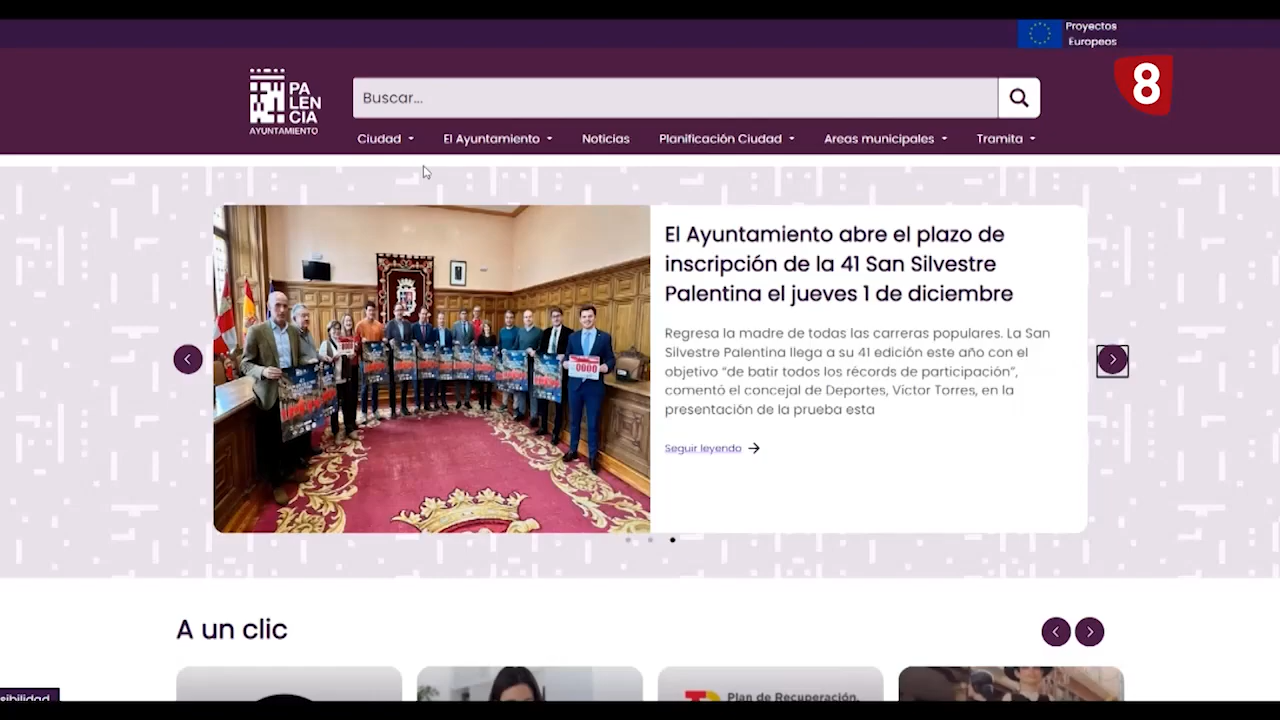 Proyectos
Europeos
8
PA
LEN
CIA
AYUNTAMIENTO
Buscar...
Ciudad
El Ayuntamiento
Noticias
Planificación Ciudad
Areas municipales
Tramita
El Ayuntamiento abre el plazo de
inscripción de la 41 San Silvestre
Palentina el jueves 1 de diciembre
Regresa la madre de todas las carreras populares. La San
Silvestre Palentina llega a su 41 edición este año con el
objetivo “de batir todos los récords de participación”,
comentó el concejal de Deportes, Victor Torres, en la
presentación de la prueba esta
Seguir leyendo
0000
A un clic
sibilidad
Plan de Recuperación,